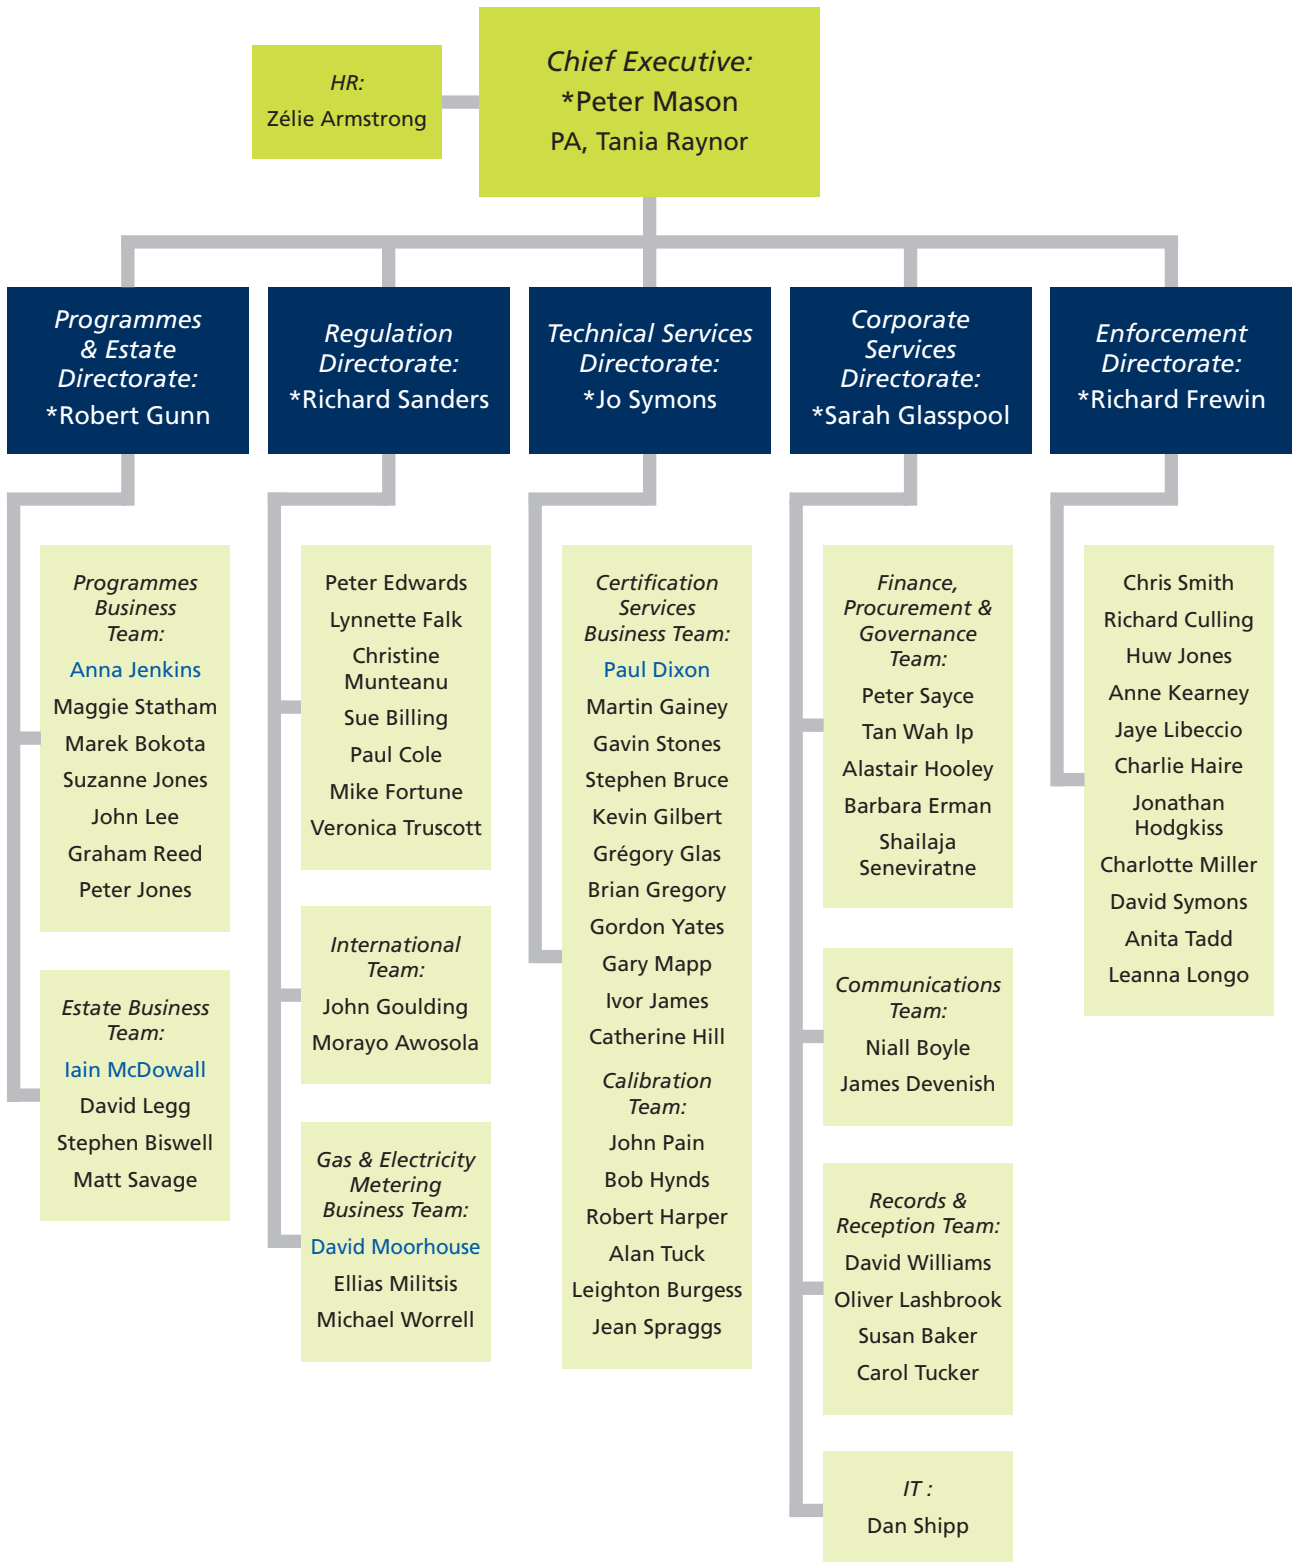 HR:
Zélie Armstrong
Chief Executive:
*Peter Mason
PA, Tania Raynor
Programmes
& Estate
Directorate:
*Robert Gunn
Regulation
Directorate:
*Richard Sanders
Technical Services
Directorate:
*Jo Symons
Corporate
Services
Directorate:
*Sarah Glasspool
Enforcement
Directorate:
*Richard Frewin
Programmes
Business
Team:
Anna Jenkins
Maggie Statham
Marek Bokota
Suzanne Jones
John Lee
Graham Reed
Peter Jones
Estate Business
Team:
Iain McDowall
David Legg
Stephen Biswell
Matt Savage
Peter Edwards
Lynnette Falk
Christine
Munteanu
Sue Billing
Paul Cole
Mike Fortune
Veronica Truscott
International
Team:
John Goulding
Morayo Awosola
Gas & Electricity
Metering
Business Team:
David Moorhouse
Ellias Militsis
Michael Worrell
Certification
Services
Business Team:
Paul Dixon
Martin Gainey
Gavin Stones
Stephen Bruce
Kevin Gilbert
Grégory Glas
Brian Gregory
Gordon Yates
Gary Mapp
Ivor James
Catherine Hill
Calibration
Team:
John Pain
Bob Hynds
Robert Harper
Alan Tuck
Leighton Burgess
Jean Spraggs
Finance,
Procurement &
Governance
Team:
Peter Sayce
Tan Wah Ip
Alastair Hooley
Barbara Erman
Shailaja
Seneviratne
Communications
Team:
Niall Boyle
James Devenish
Records &
Reception Team:
David Williams
Oliver Lashbrook
Susan Baker
Carol Tucker
IT :
Dan Shipp
Chris Smith
Richard Culling
Huw Jones
Anne Kearney
Jaye Libeccio
Charlie Haire
Jonathan
Hodgkiss
Charlotte Miller
David Symons
Anita Tadd
Leanna Longo